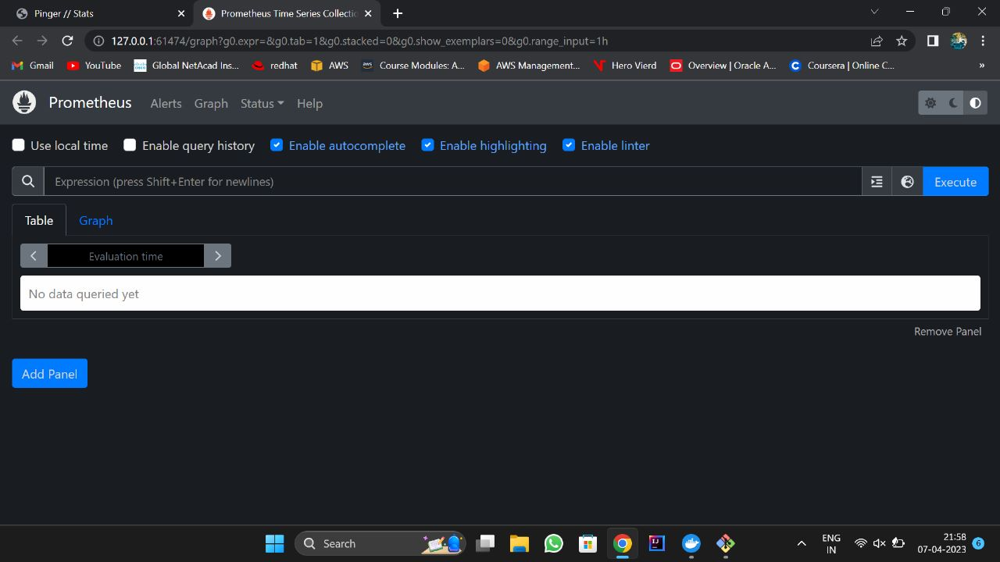 Pinger // Stats
Prometheus Time Series Collectio
127.0.0.1:61474/graph?g0.expr=&g0.tab=1&g0.stacked=0&g0.show_exemplars=0&g0.range_input=1h
Gmail YouTube Global NetAcad Ins... redhat AWS Course Modules: A... AWS Management... Hero Vierd Overview | Oracle A... Coursera | Online C... »
Prometheus Alerts Graph Status Help
Use local time Enable query history Enable autocomplete Enable highlighting Enable linter
Expression (press Shift+Enter for newlines) Execute
Table Graph
Evaluation time
No data queried yet
Remove Panel
Add Panel
Search
ENG
IN
21:58
07-04-2023
6